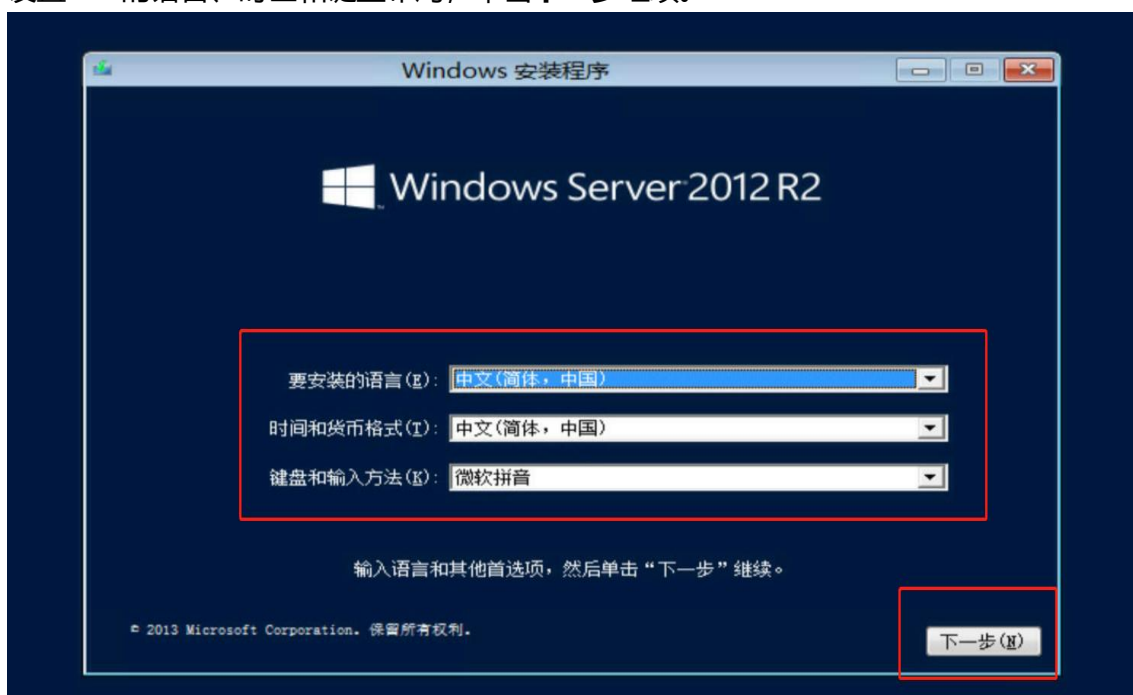 Windows 安装程序
Windows Server 2012 R2
要安装的语言(E): 中文(简体，中国)
时间和货币格式(T): 中文(简体，中国)
键盘和输入方法(K): 微软拼音
输入语言和其他首选项，然后单击“下一步”继续。
© 2013 Microsoft Corporation。保留所有权利。
下一步(N)